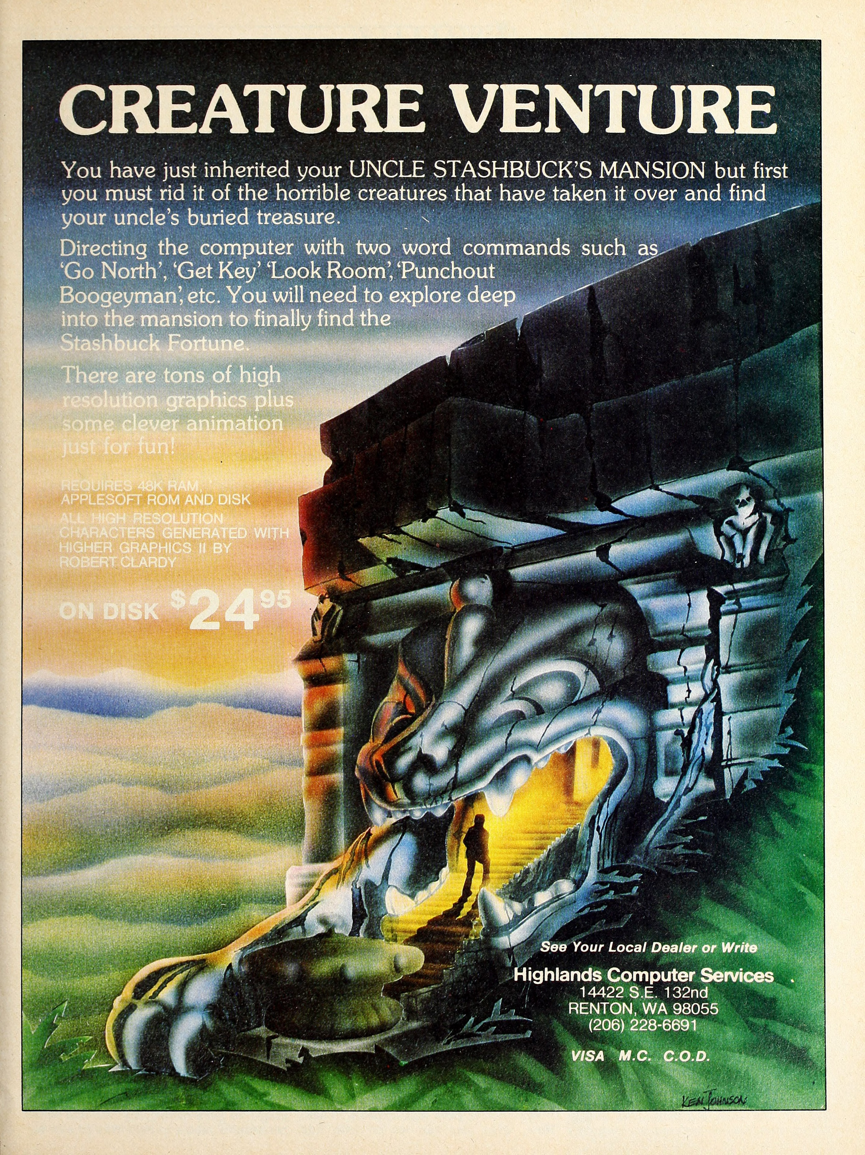 CREATURE VENTURE
You have just inherited your UNCLE STASHBUCK'S MANSION but first
you must rid it of the horrible creatures that have taken it over and find
your uncle's buried treasure.
Directing the computer with two word commands such as
'Go North', 'Get Key' 'Look Room', 'Punchout
Boogeyman', etc. You will need to explore deep
into the mansion to finally find the
Stashbuck Fortune.
There are tons of high
resolution graphics plus
some clever animation
just for fun!
REQUIRES 48K RAM,
APPLESOFT ROM AND DISK
ALL HIGH RESOLUTION
CHARACTERS GENERATED WITH
HIGHER GRAPHICS II BY
ROBERT CLARDY
ON DISK $24 95
See Your Local Dealer or Write
Highlands Computer Services
14422 S.E. 132nd
RENTON, WA 98055
(206) 228-6691
VISA M.C. C.O.D.
KEN JOHNSON